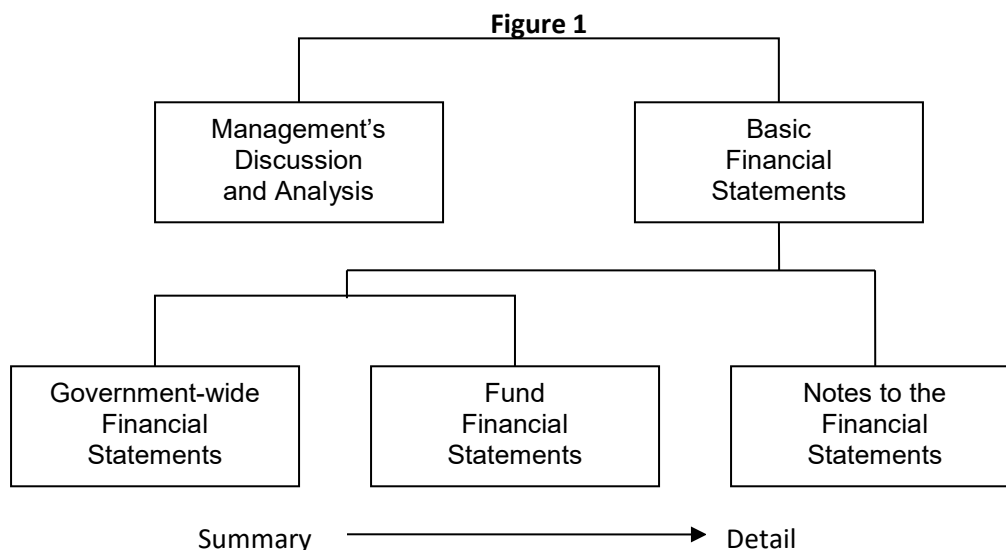 Figure 1
Management's
Discussion
and Analysis
Basic
Financial
Statements
Government-wide
Financial
Statements
Fund
Financial
Statements
Notes to the
Financial
Statements
Summary
Detail